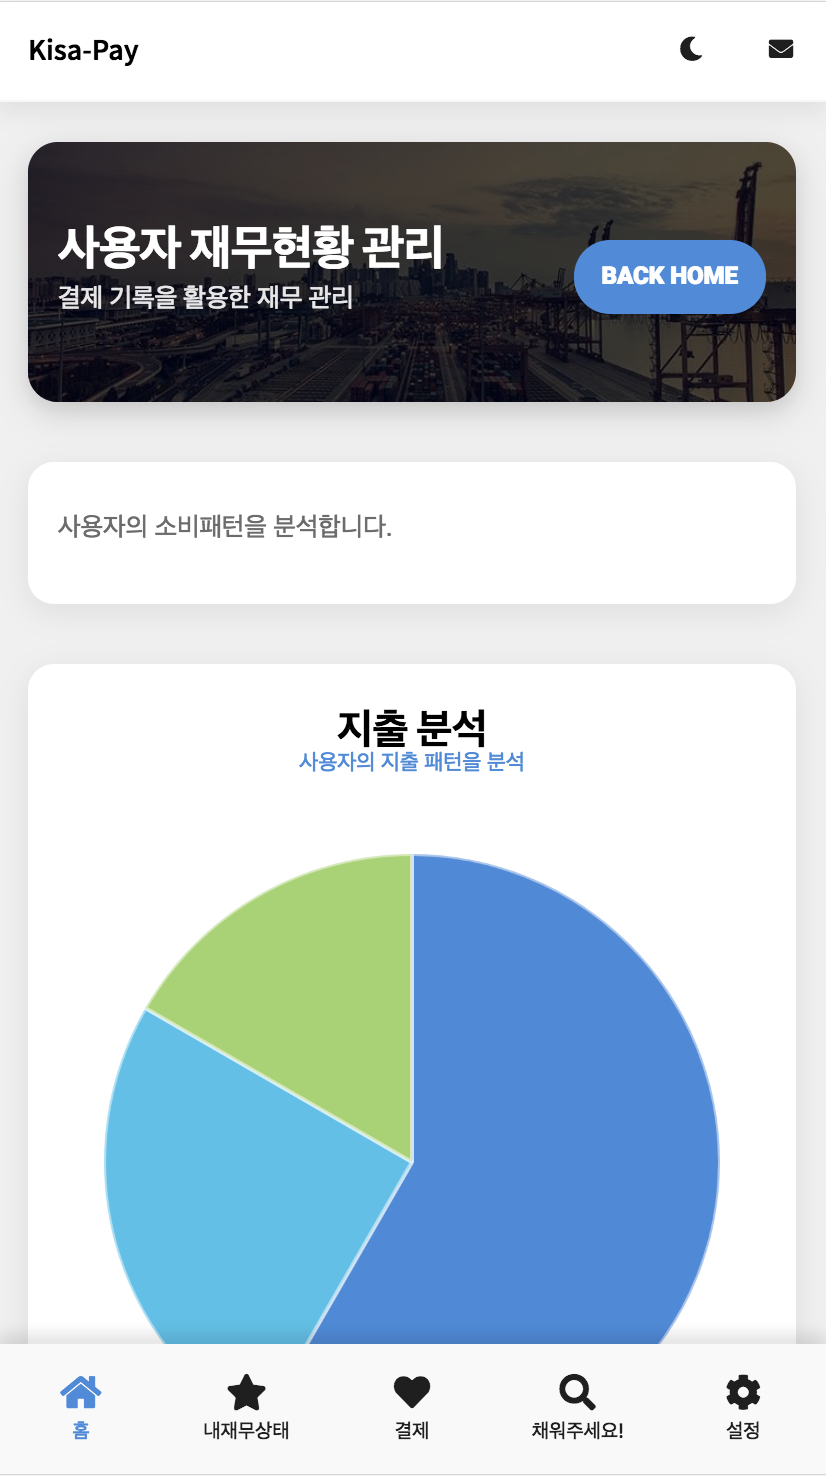 Kisa-Pay
사용자 재무현황 관리
결제 기록을 활용한 재무 관리
BACK HOME
사용자의 소비패턴을 분석합니다.
지출 분석
사용자의 지출 패턴을 분석
홈
내재무상태
결제
채워주세요!
설정